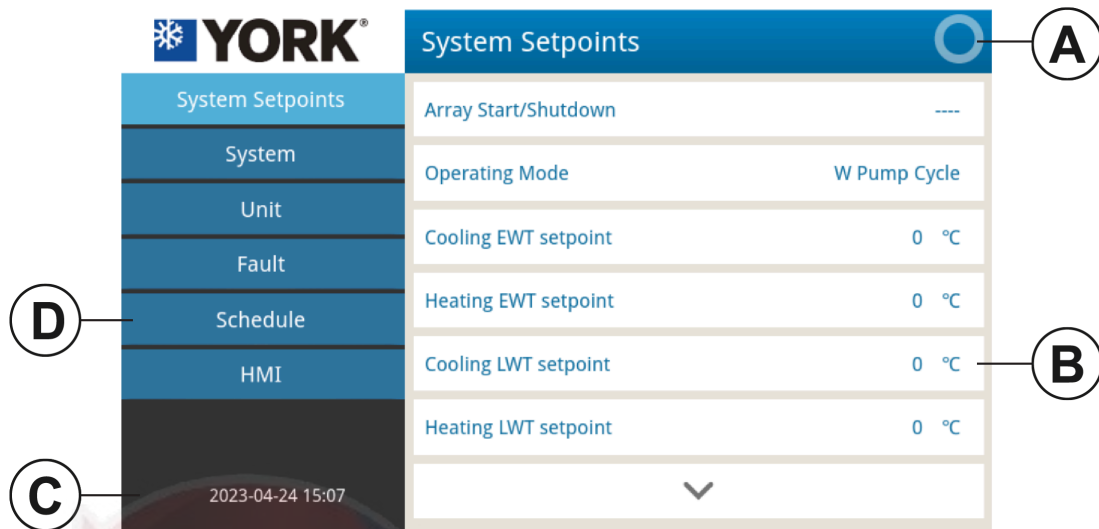 YORK®
System Setpoints
A
System Setpoints
System
Unit
Fault
Schedule
HMI
D
2023-04-24 15:07
C
Array Start/Shutdown ----
Operating Mode W Pump Cycle
Cooling EWT setpoint 0 °C
Heating EWT setpoint 0 °C
Cooling LWT setpoint 0 °C
B
Heating LWT setpoint 0 °C